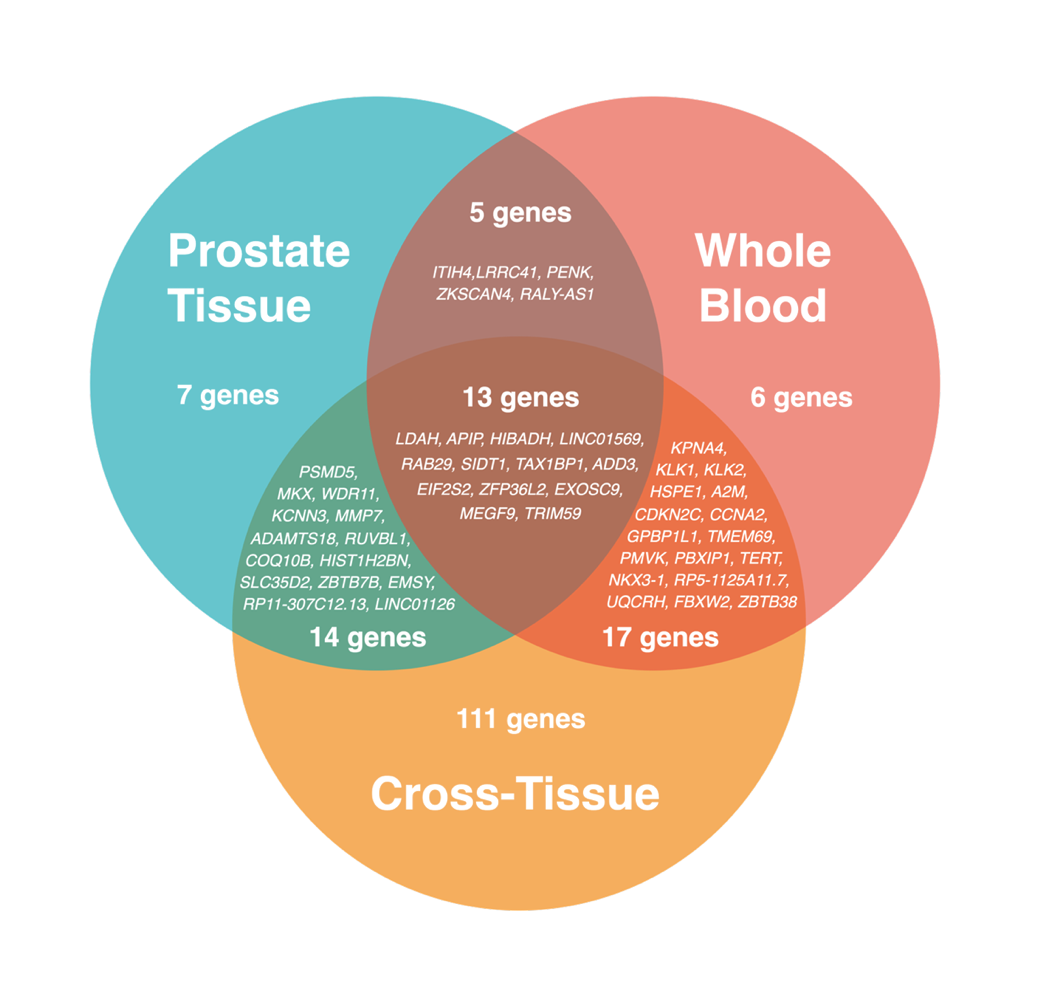 5 genes
ITIH4,LRRC41, PENK,
ZKSCAN4, RALY-AS1
Prostate
Tissue
7 genes
Whole
Blood
6 genes
13 genes
LDAH, APIP, HIBADH, LINC01569,
RAB29, SIDT1, TAX1BP1, ADD3,
EIF2S2, ZFP36L2, EXOSC9,
MEGF9, TRIM59
PSMD5,
MKX, WDR11,
KCNN3, MMP7,
ADAMTS18, RUVBL1,
COQ10B, HIST1H2BN,
SLC35D2, ZBTB7B, EMSY,
RP11-307C12.13, LINC01126
14 genes
KPNA4,
KLK1, KLK2,
HSPE1, A2M,
CDKN2C, CCNA2,
GPBP1L1, TMEM69,
PMVK, PBXIP1, TERT,
NKX3-1, RP5-1125A11.7,
UQCRH, FBXW2, ZBTB38
17 genes
111 genes
Cross-Tissue